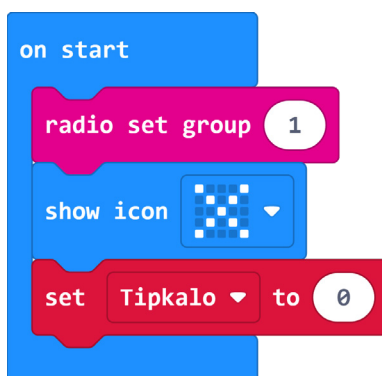 on start
radio set group 1
show icon
set Tipkalo to 0